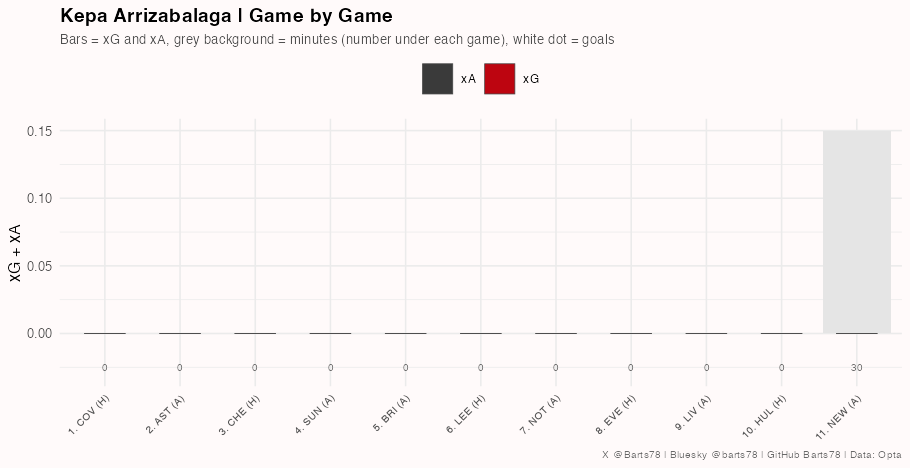 Kepa Arrizabalaga | Game by Game
Bars = xG and xA, grey background = minutes (number under each game), white dot = goals
xA xG
xG + xA
0.15
0.10
0.05
0.00
0 0 0 0 0 0 0 0 0 0 30
1. COV (H) 2. AST (A) 3. CHE (H) 4. SUN (A) 5. BRI (A) 6. LEE (H) 7. NOT (A) 8. EVE (H) 9. LIV (A) 10. HUL (H) 11. NEW (A)
X @Barts78 | Bluesky @barts78 | GitHub Barts78 | Data: Opta